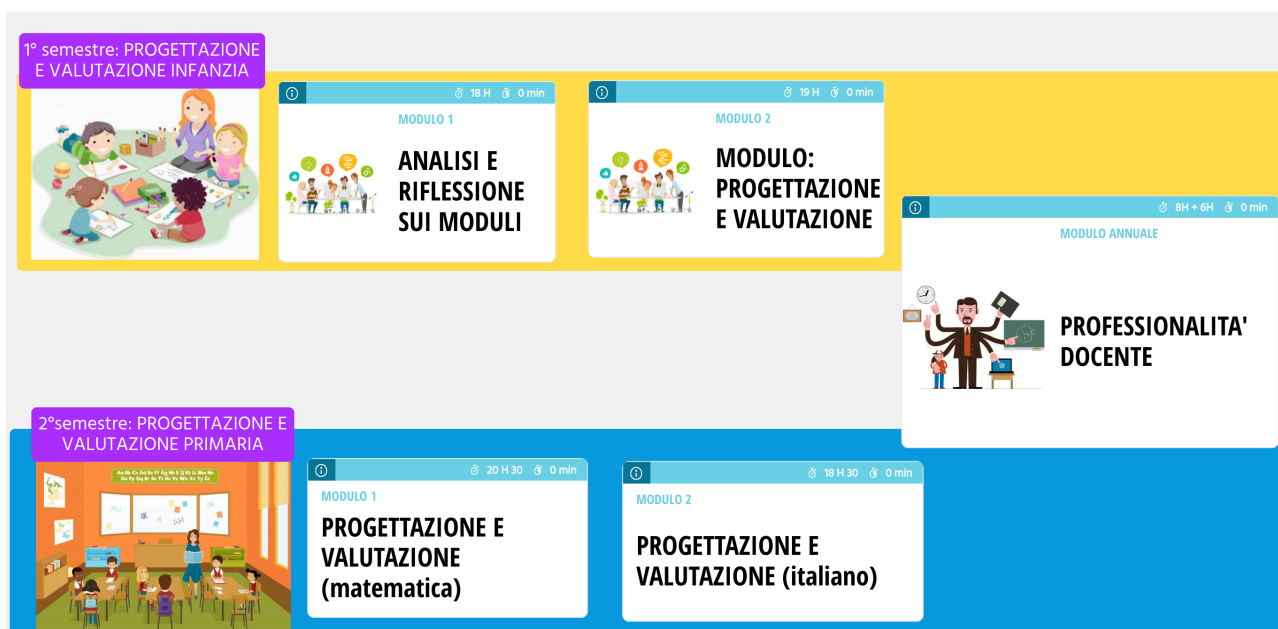 1° semestre: PROGETTAZIONE
E VALUTAZIONE INFANZIA
18 H 0 min
MODULO 1
ANALISI E
RIFLESSIONE
SUI MODULI
19 H 0 min
MODULO 2
MODULO:
PROGETTAZIONE
E VALUTAZIONE
8H + 6H 0 min
MODULO ANNUALE
PROFESSIONALITA'
DOCENTE
2°semestre: PROGETTAZIONE E
VALUTAZIONE PRIMARIA
20 H 30 0 min
MODULO 1
PROGETTAZIONE E
VALUTAZIONE
(matematica)
18 H 30 0 min
MODULO 2
PROGETTAZIONE E
VALUTAZIONE (italiano)